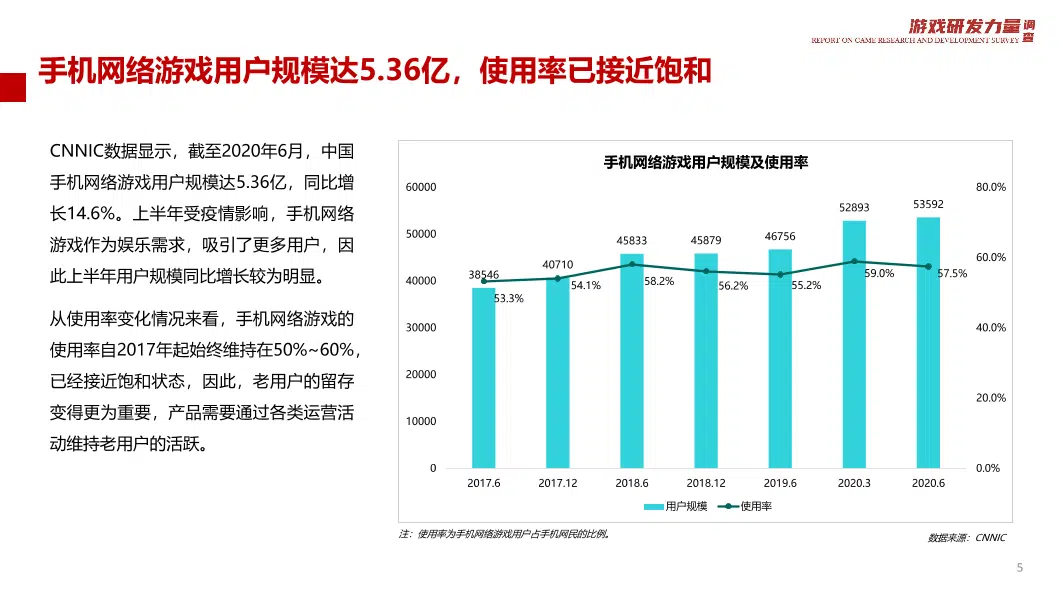 游戏研发力量调查
REPORT ON GAME RESEARCH AND DEVELOPMENT SURVEY
手机网络游戏用户规模达5.36亿，使用率已接近饱和
CNNIC数据显示，截至2020年6月，中国
手机网络游戏用户规模达5.36亿，同比增
长14.6%。上半年受疫情影响，手机网络
游戏作为娱乐需求，吸引了更多用户，因
此上半年用户规模同比增长较为明显。
从使用率变化情况来看，手机网络游戏的
使用率自2017年起始终维持在50%~60%，
已经接近饱和状态，因此，老用户的留存
变得更为重要，产品需要通过各类运营活
动维持老用户的活跃。
手机网络游戏用户规模及使用率
60000
50000
40000
30000
20000
10000
0
80.0%
60.0%
40.0%
20.0%
0.0%
38546
40710
45833
45879
46756
52893
53592
53.3%
54.1%
58.2%
56.2%
55.2%
59.0%
57.5%
2017.6
2017.12
2018.6
2018.12
2019.6
2020.3
2020.6
用户规模
使用率
注：使用率为手机网络游戏用户占手机网民的比例。
数据来源：CNNIC
5